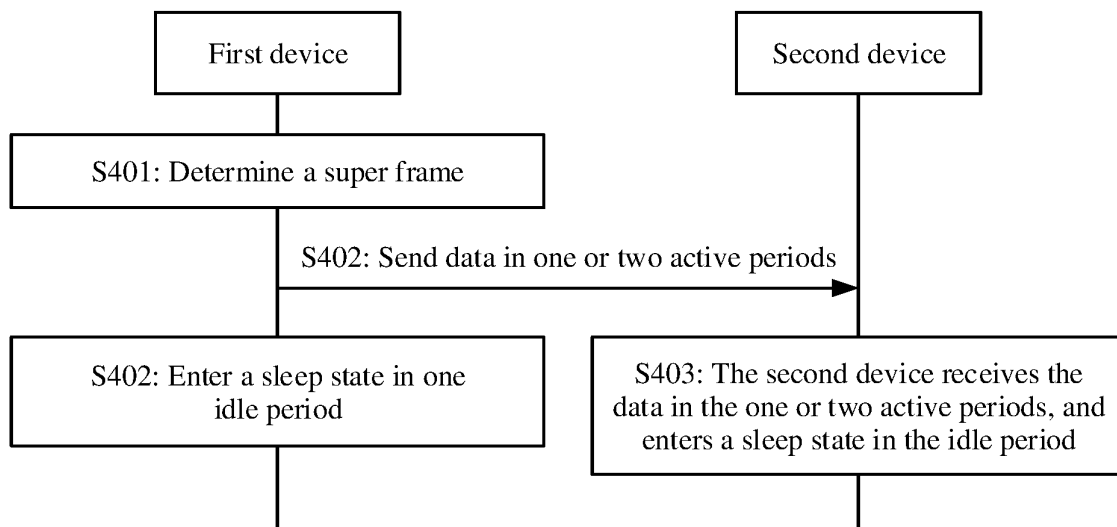 First device
Second device
S401: Determine a super frame
S402: Send data in one or two active periods
S402: Enter a sleep state in one
idle period
S403: The second device receives the
data in the one or two active periods, and
enters a sleep state in the idle period